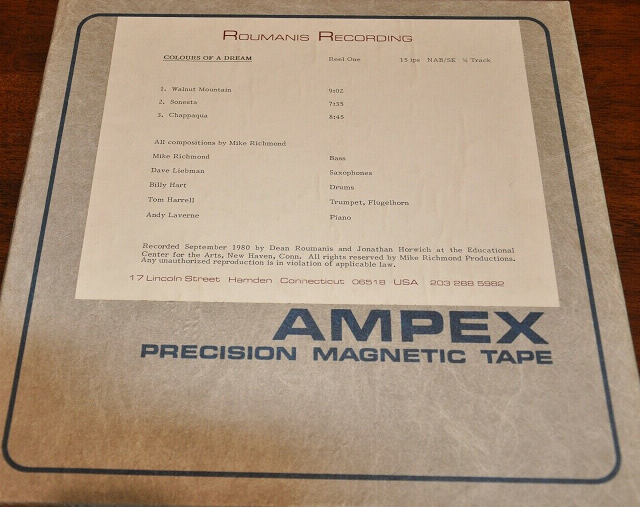 ROUMANIS RECORDING
COLOURS OF A DREAM Reel One 15 ips NAB/SE ½ Track
1. Walnut Mountain 9:02
2. Sonesta 7:35
3. Chappaqua 8:45
All compositions by Mike Richmond
Mike Richmond Bass
Dave Liebman Saxophones
Billy Hart Drums
Tom Harrell Trumpet, Flugelhorn
Andy Laverne Piano
Recorded September 1980 by Dean Roumanis and Jonathan Horwich at the Educational
Center for the Arts, New Haven, Conn. All rights reserved by Mike Richmond Productions.
Any unauthorized reproduction is in violation of applicable law.
17 Lincoln Street Hamden Connecticut 06518 USA 203 288 5982
AMPEX
PRECISION MAGNETIC TAPE